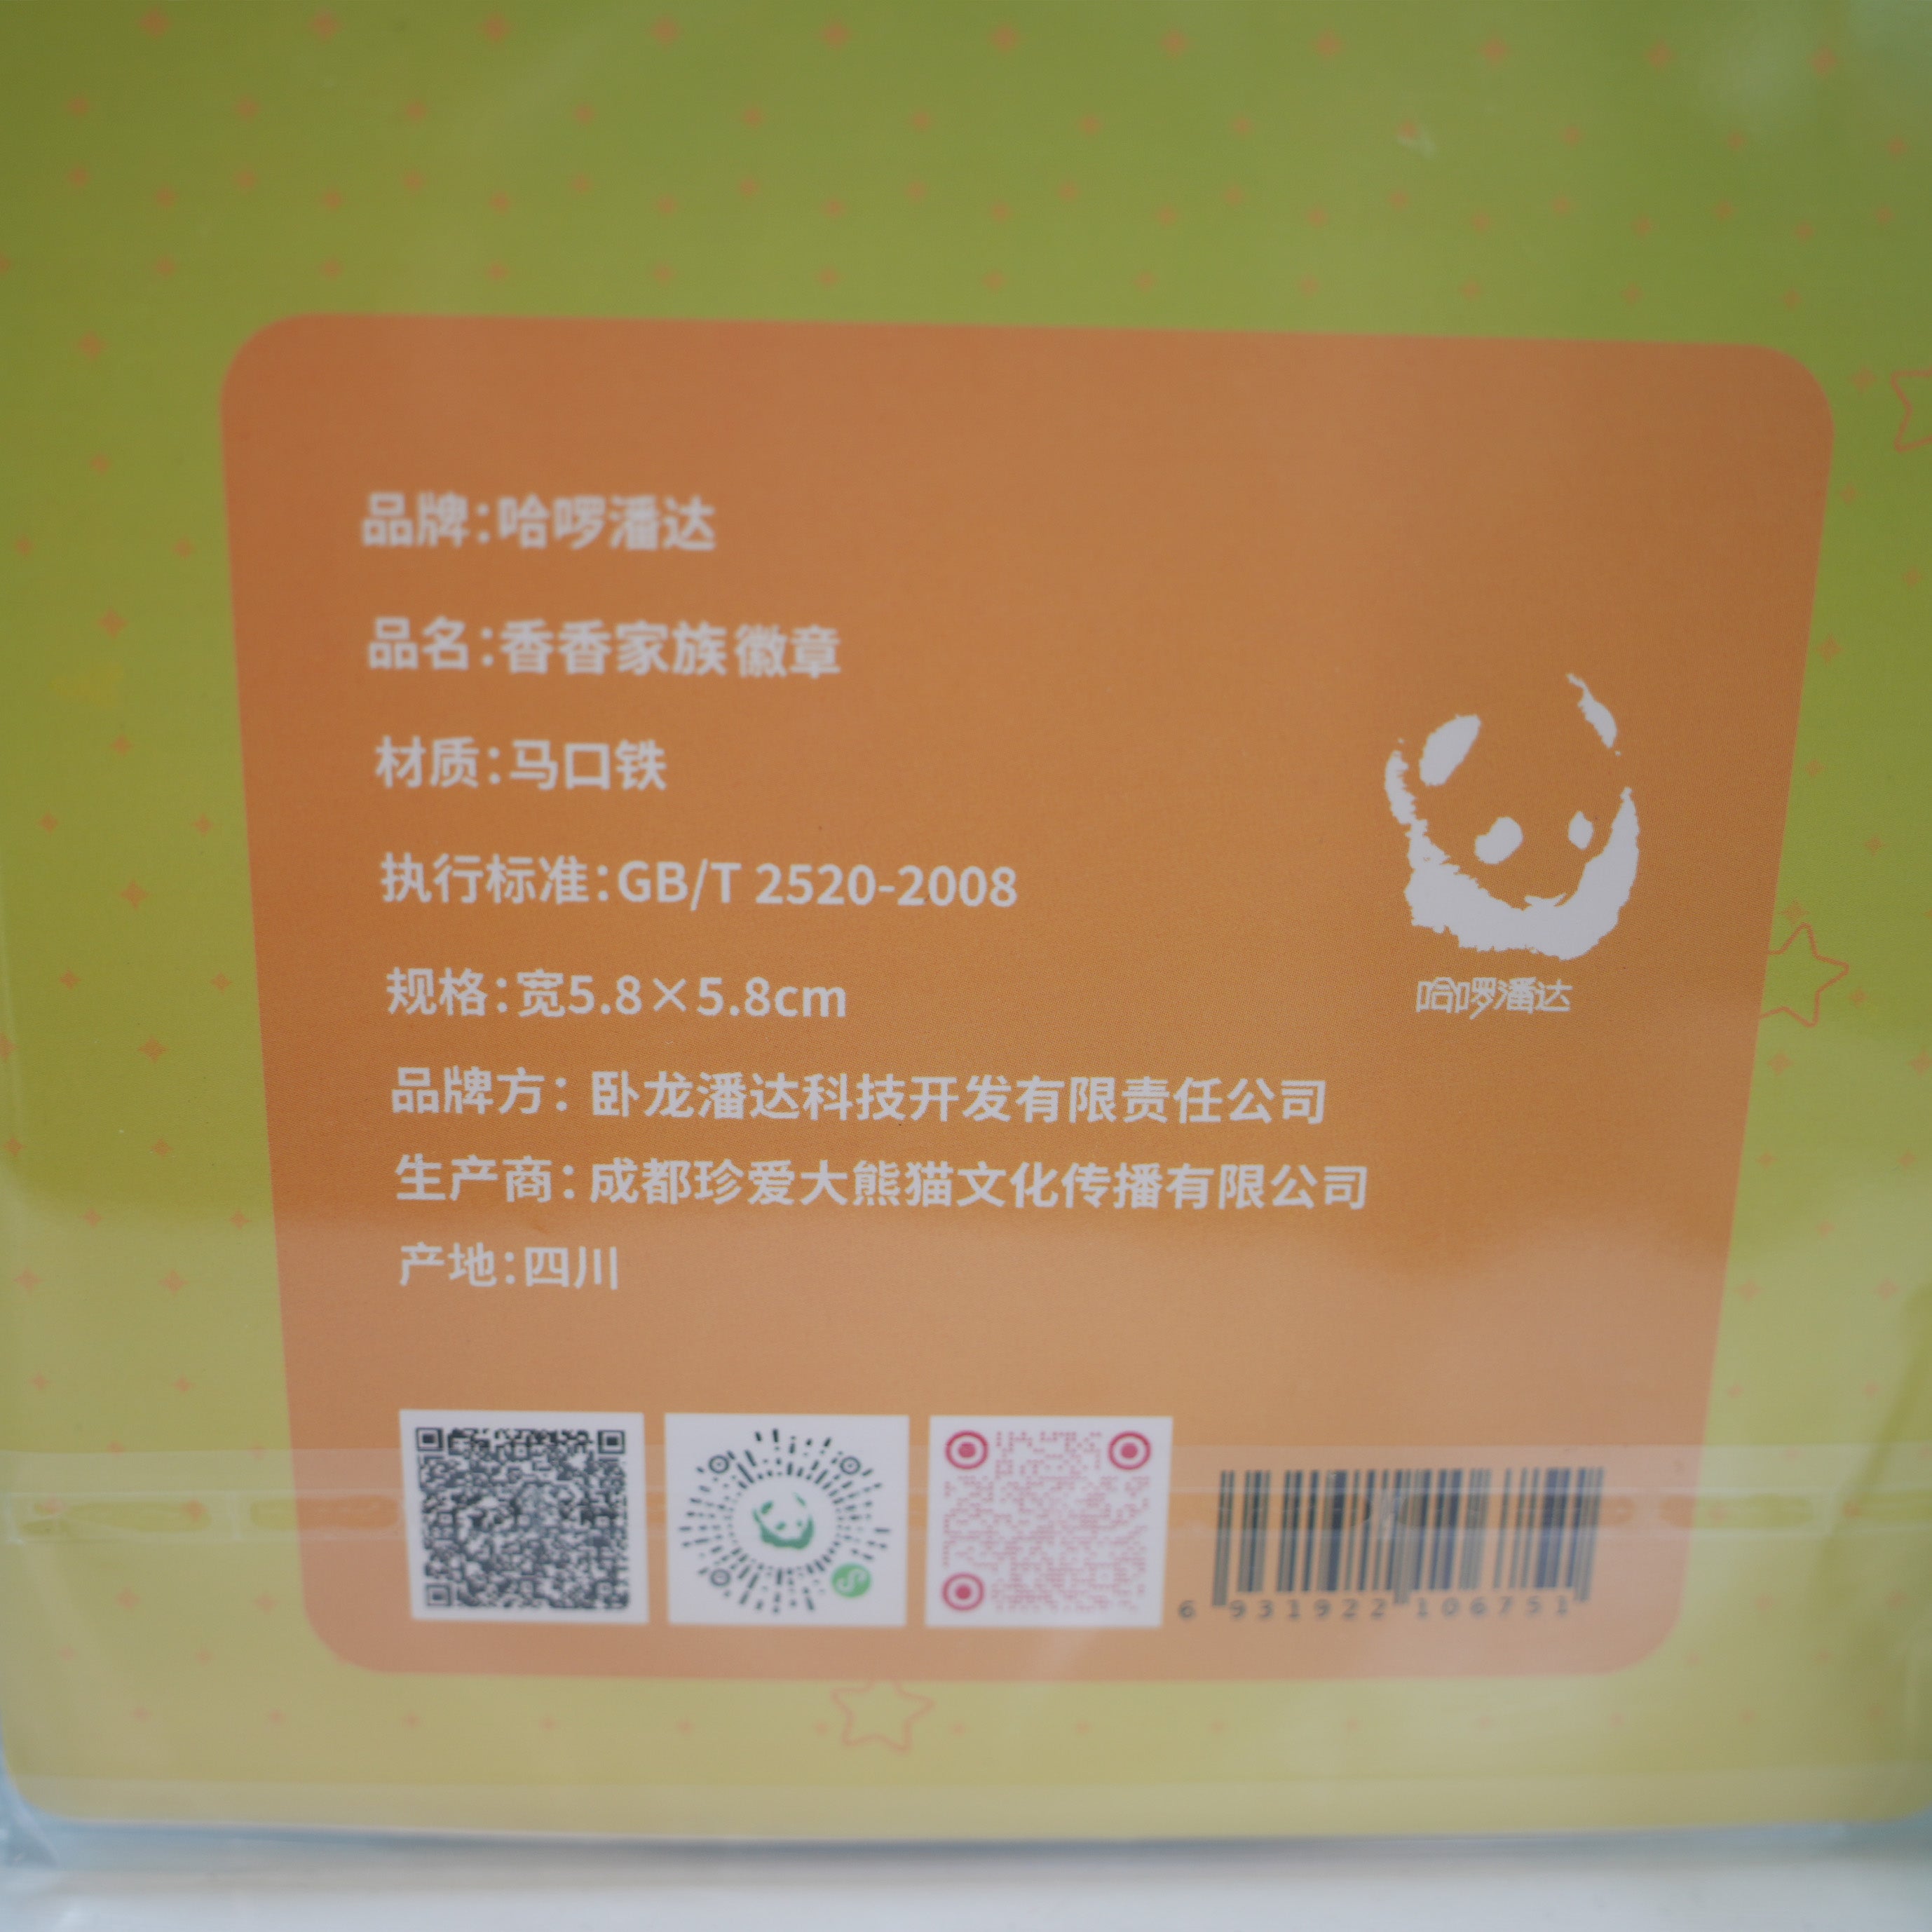 品牌:哈啰潘达
品名:香香家族徽章
材质:马口铁
执行标准:GB/T 2520-2008
规格:宽5.8×5.8cm
品牌方: 卧龙潘达科技开发有限责任公司
生产商: 成都珍爱大熊猫文化传播有限公司
产地:四川
哈啰潘达
6 931922 106751